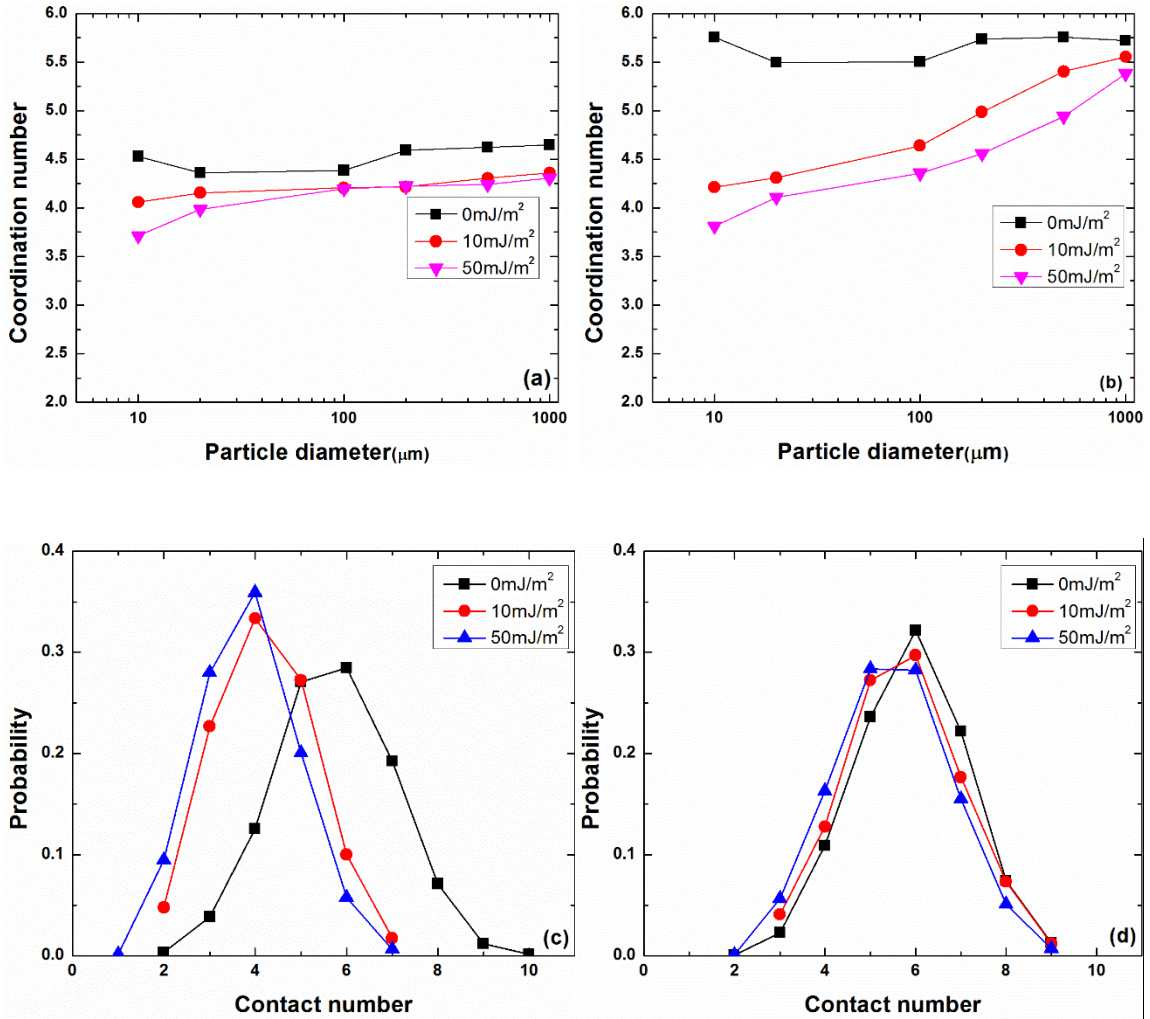 6.0
5.5
5.0
4.5
4.0
3.5
3.0
2.5
2.0
Coordination number
0mJ/m²
10mJ/m²
50mJ/m²
(a)
10
100
1000
Particle diameter(μm)
6.0
5.5
5.0
4.5
4.0
3.5
3.0
2.5
2.0
Coordination number
0mJ/m²
10mJ/m²
50mJ/m²
(b)
10
100
1000
Particle diameter(μm)
0.4
0.3
0.2
0.1
0.0
Probability
0mJ/m²
10mJ/m²
50mJ/m²
(c)
0
2
4
6
8
10
Contact number
0.4
0.3
0.2
0.1
0.0
Probability
0mJ/m²
10mJ/m²
50mJ/m²
(d)
0
2
4
6
8
10
Contact number